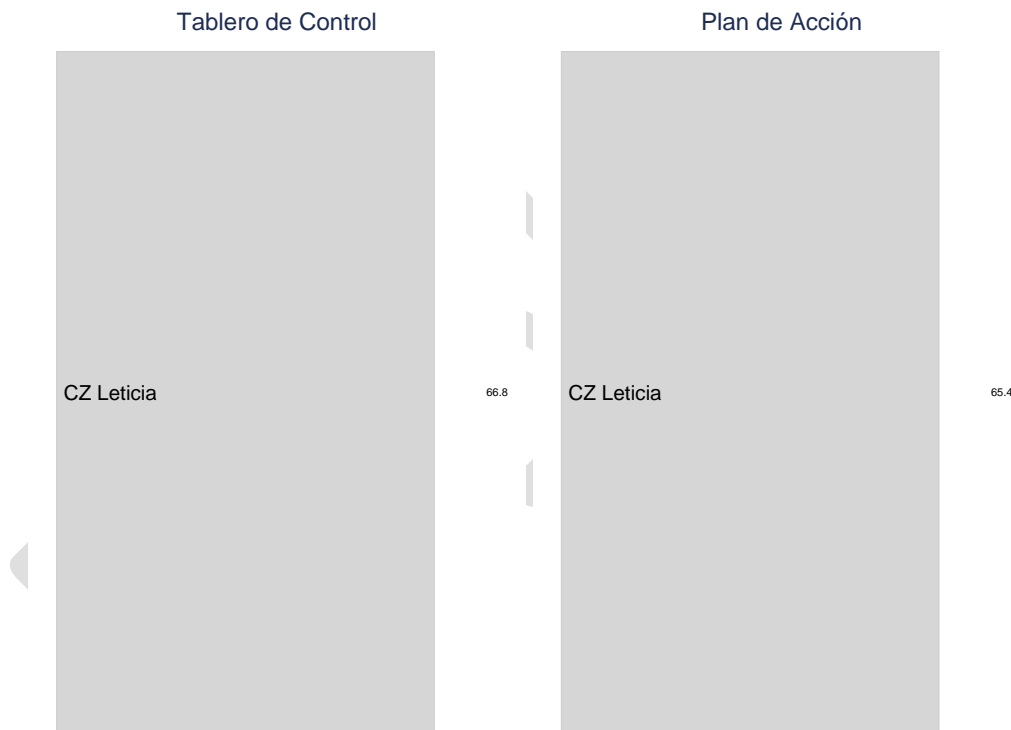 Tablero de Control
CZ Leticia
66.8
Plan de Acción
CZ Leticia
65.4